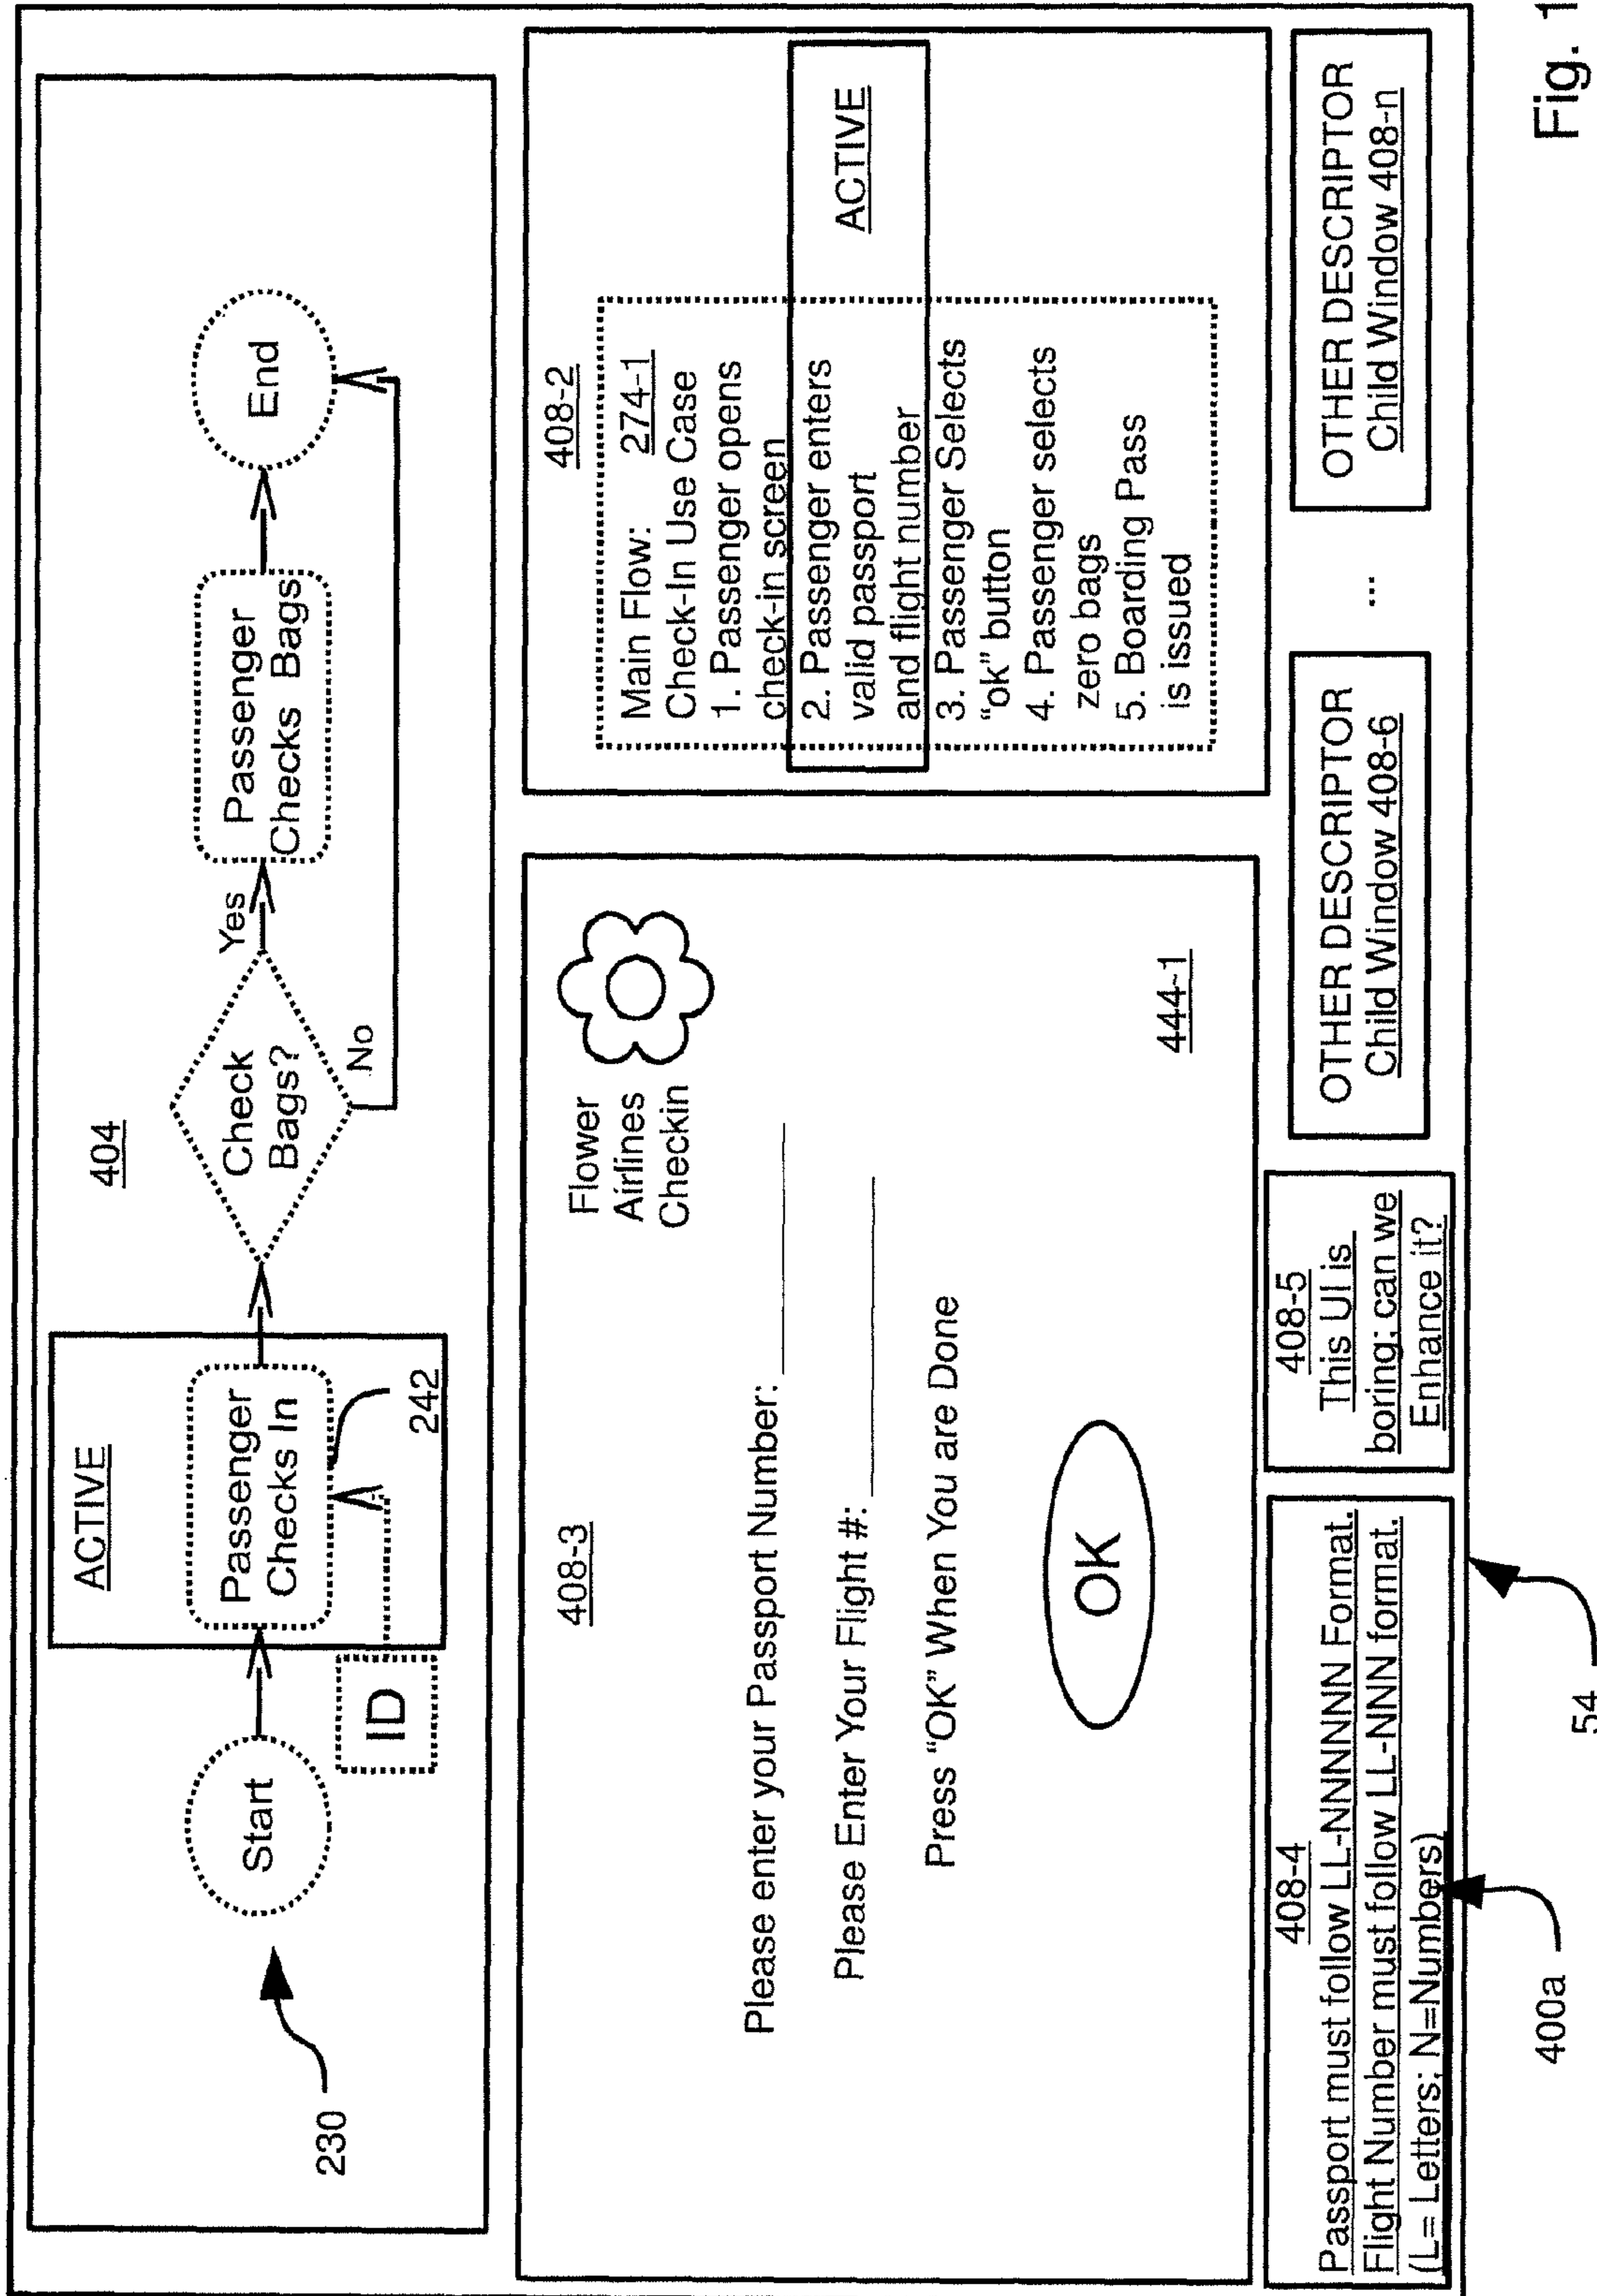 404
ACTIVE
230
Start
ID
Passenger
Checks In
242
Check
Bags?
Yes
No
Passenger
Checks Bags
End
408-3
Flower
Airlines
Checkin
Please enter your Passport Number:
Please Enter Your Flight #:
Press “OK” When You are Done
OK
444-1
408-2
Main Flow: 274-1
Check-In Use Case
1. Passenger opens
check-in screen
2. Passenger enters
valid passport
and flight number
ACTIVE
3. Passenger Selects
“ok” button
4. Passenger selects
zero bags
5. Boarding Pass
is issued
408-4
Passport must follow LL-NNNNNN Format.
Flight Number must follow LL-NNN format.
(L= Letters; N=Numbers)
408-5
This UI is
boring; can we
Enhance it?
OTHER DESCRIPTOR
Child Window 408-6
...
OTHER DESCRIPTOR
Child Window 408-n
400a
54
Fig. 1